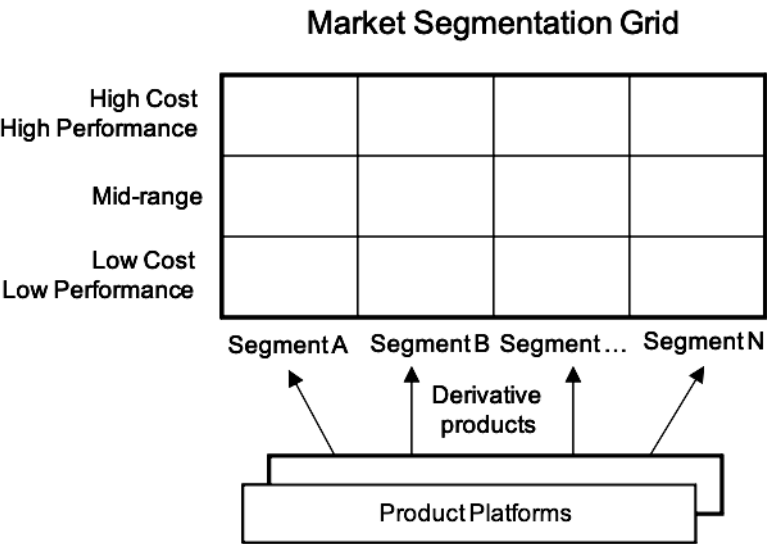 Market Segmentation Grid
High Cost
High Performance
Mid-range
Low Cost
Low Performance
Segment A
Segment B
Segment ...
Segment N
Derivative
products
Product Platforms